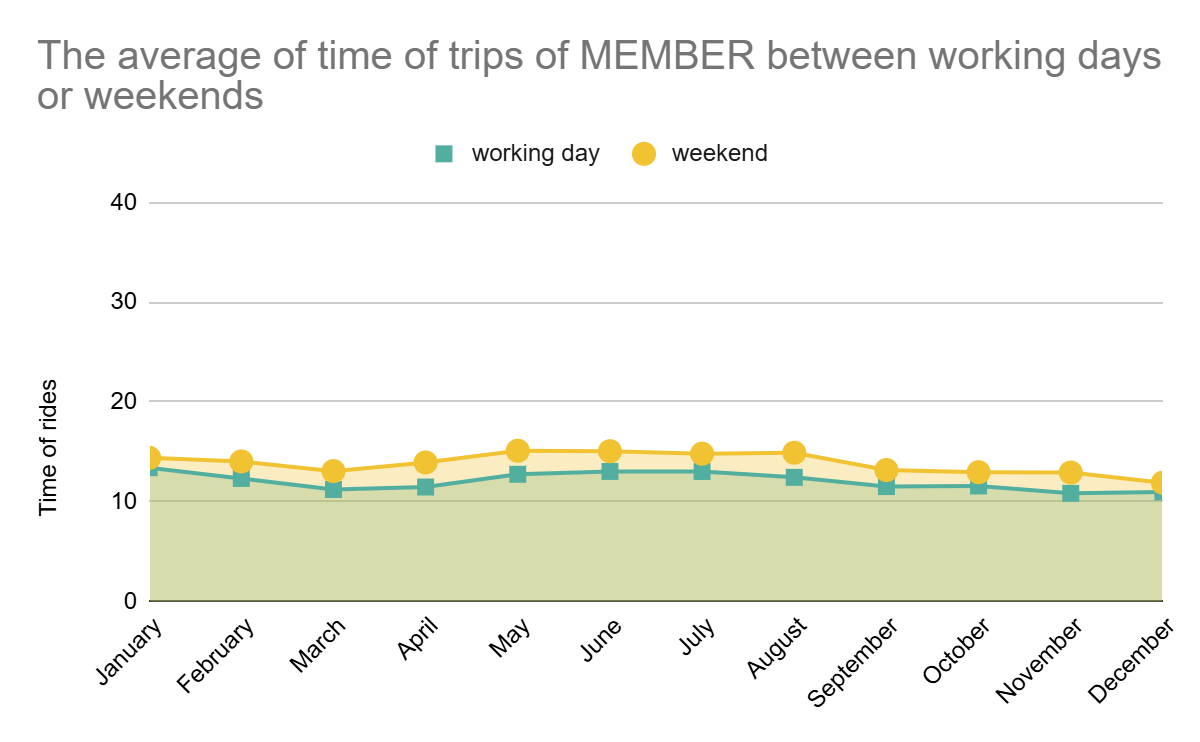 The average of time of trips of MEMBER between working days
or weekends
working day weekend
40
30
20
10
0
Time of rides
January
February
March
April
May
June
July
August
September
October
November
December